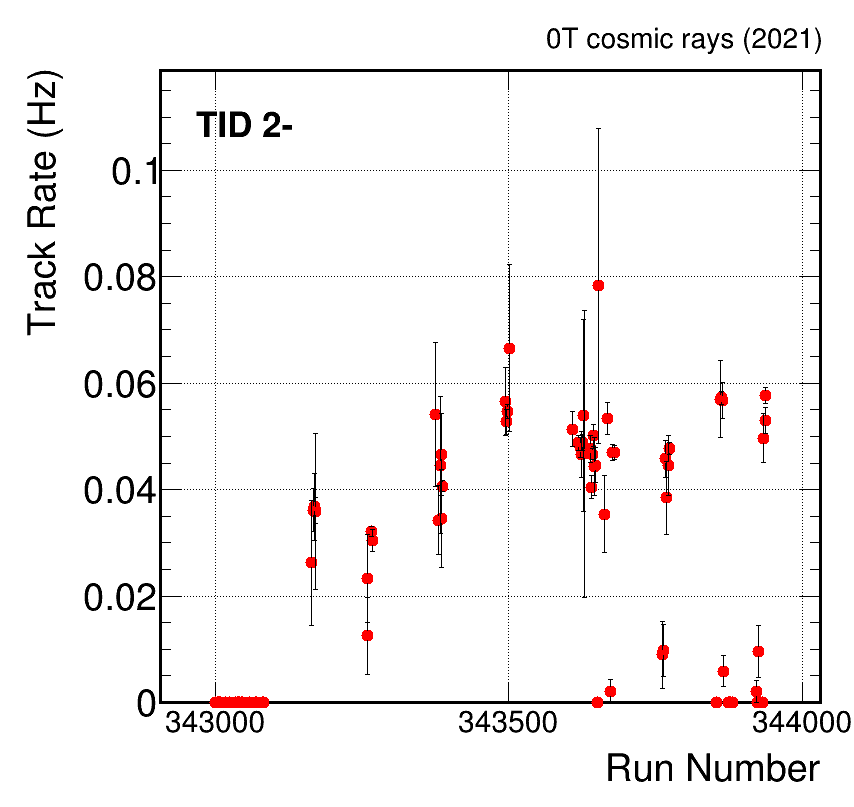 0T cosmic rays (2021)
Track Rate (Hz)
TID 2-
0.1
0.08
0.06
0.04
0.02
0
343000 343500 344000
Run Number